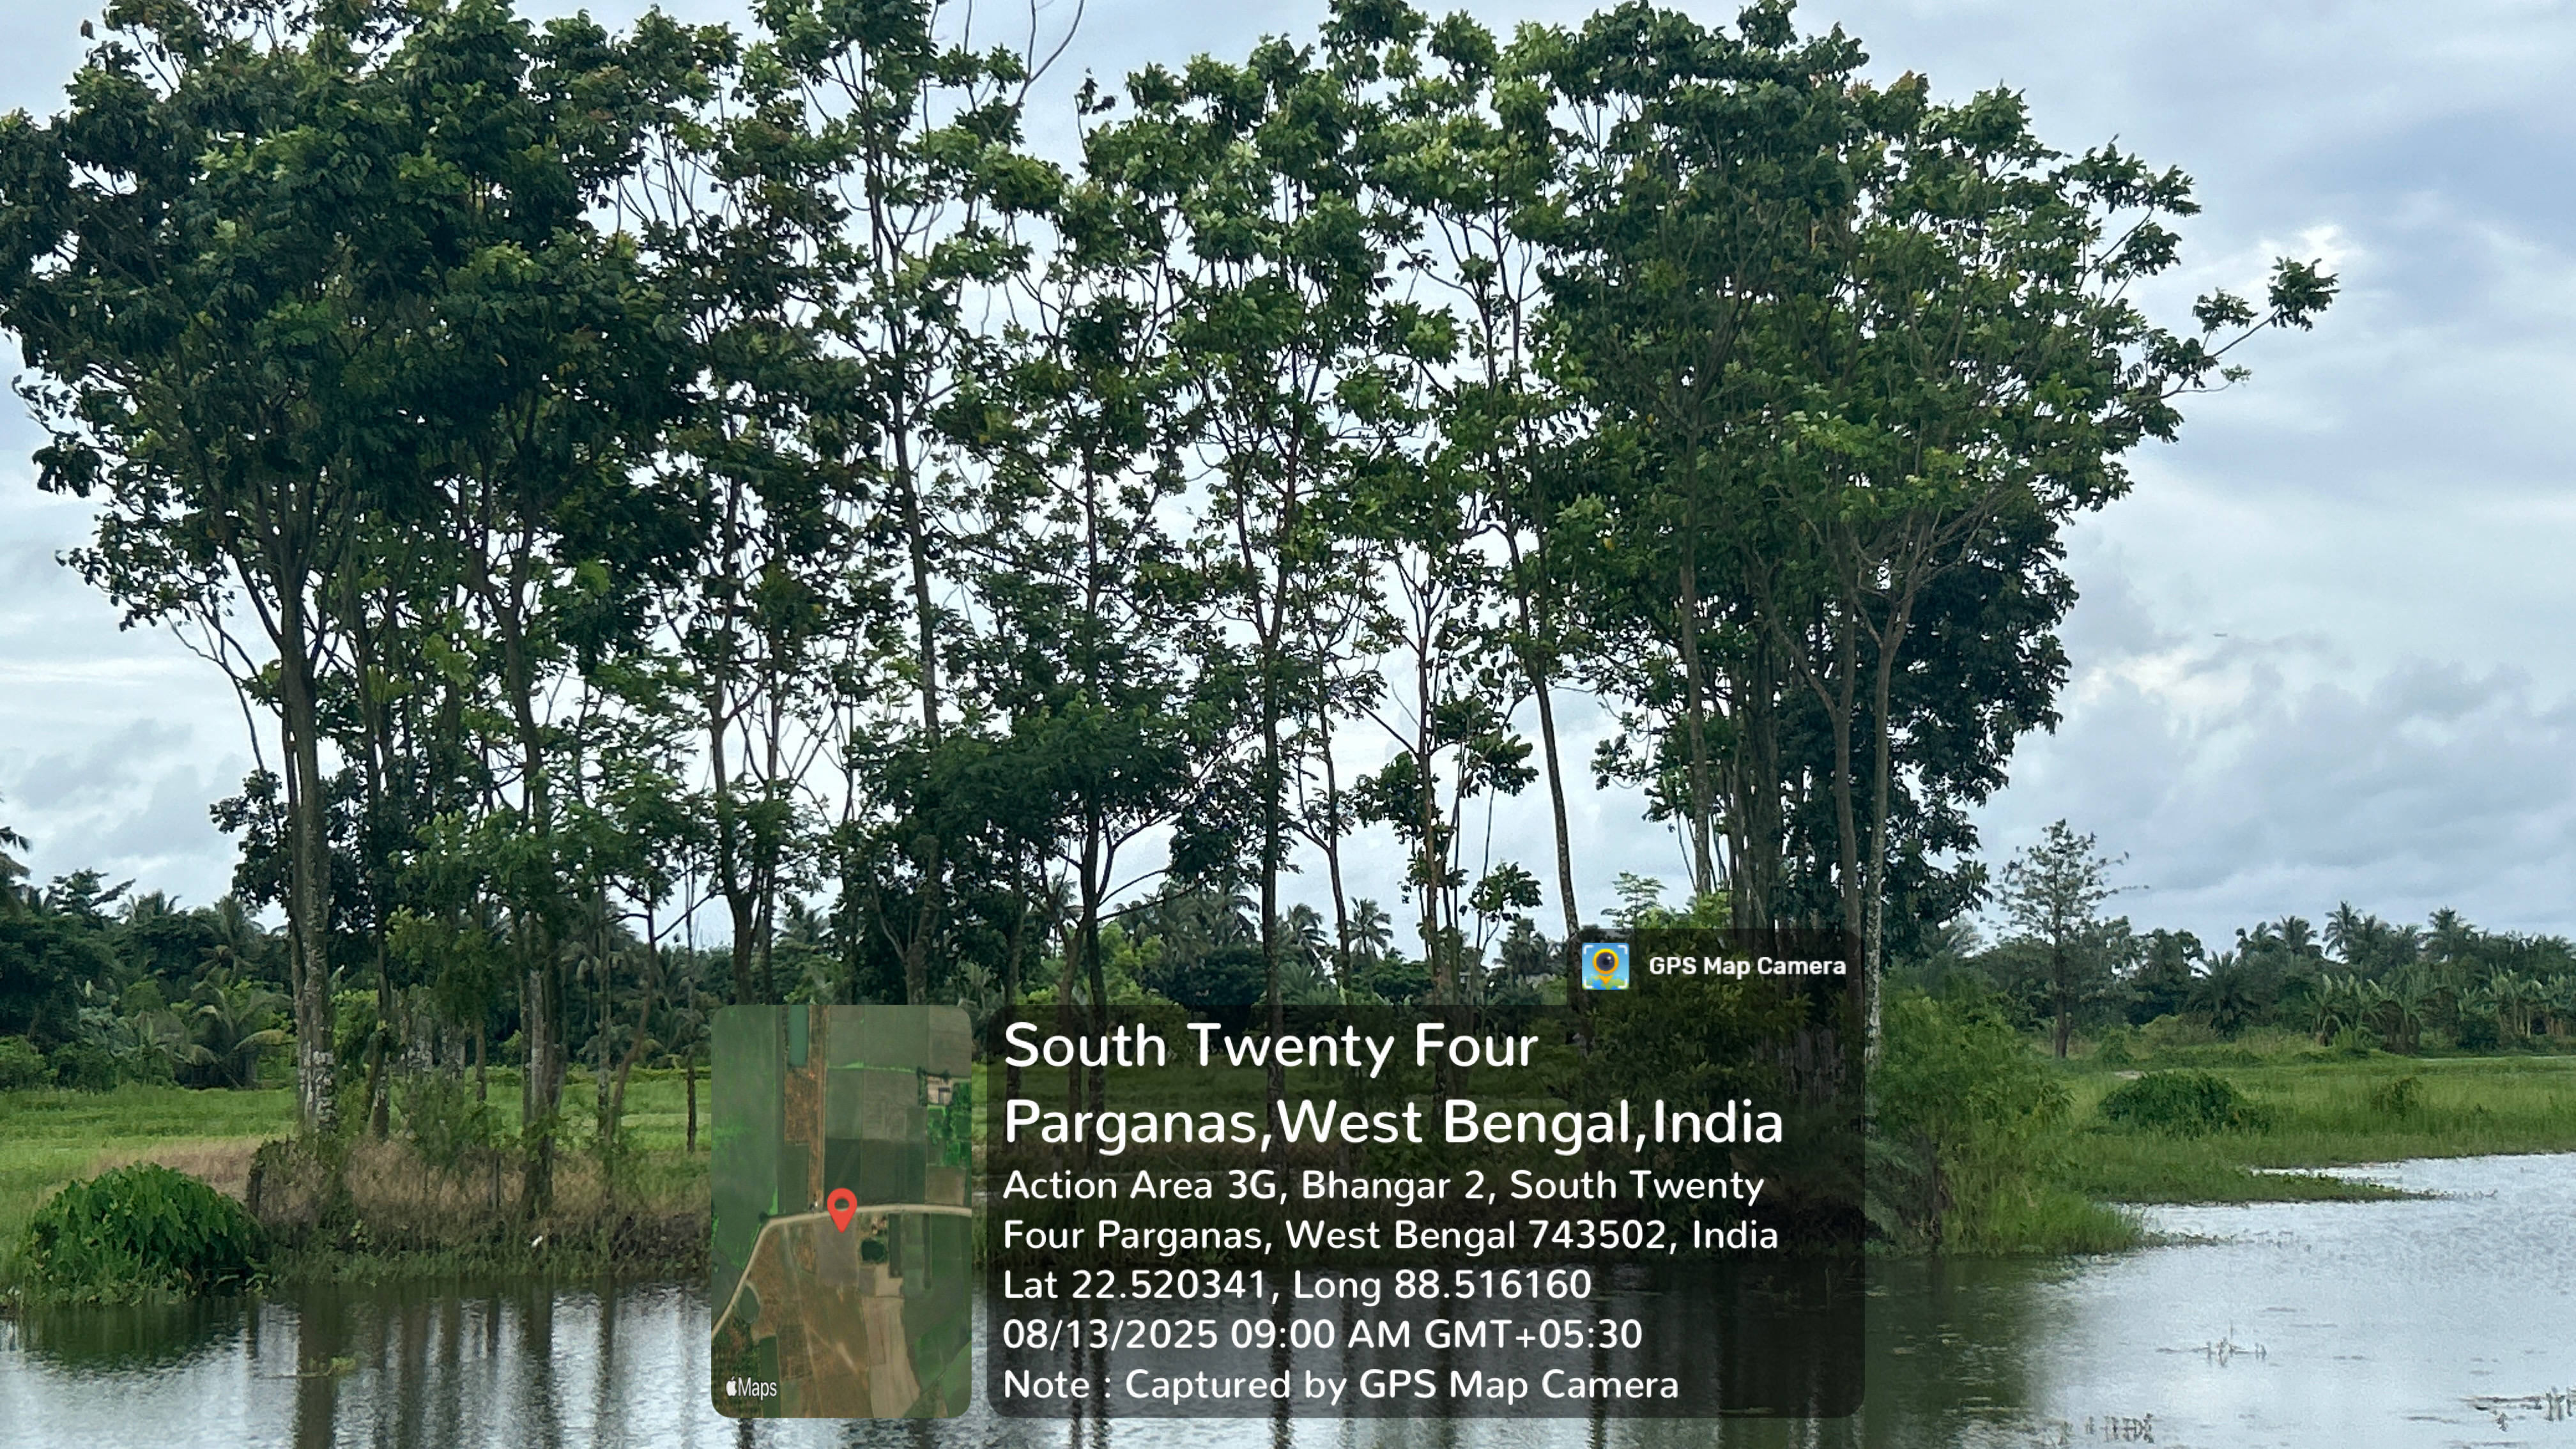 GPS Map Camera
South Twenty Four
Parganas,West Bengal,India
Action Area 3G, Bhangar 2, South Twenty
Four Parganas, West Bengal 743502, India
Lat 22.520341, Long 88.516160
08/13/2025 09:00 AM GMT+05:30
Note : Captured by GPS Map Camera
Maps